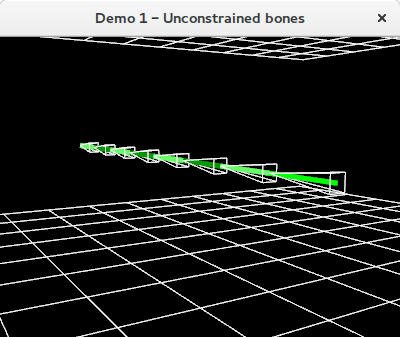 Demo 1 – Unconstrained bones